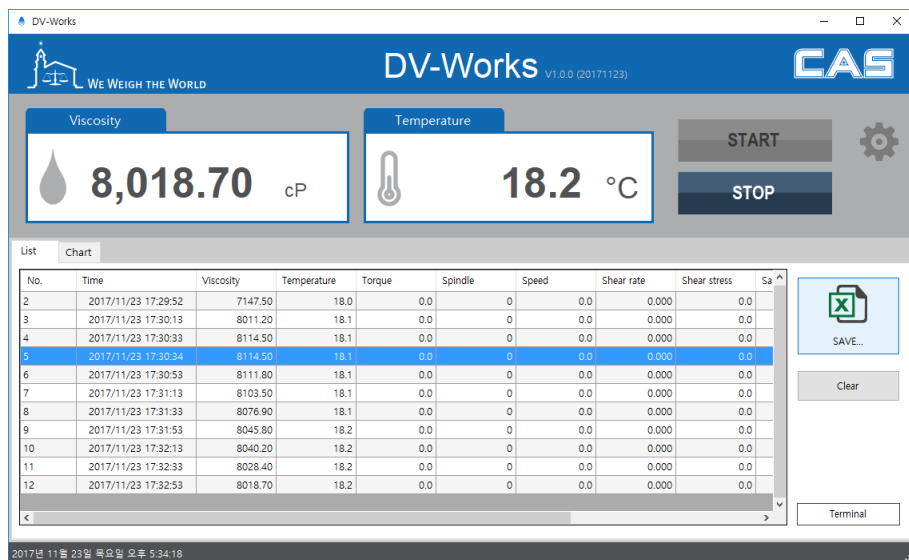 DV-Works
WE WEIGH THE WORLD
DV-Works V1.0.0 (20171123)
CAS
Viscosity
8,018.70 cP
Temperature
18.2 °C
START
STOP
List Chart
No. Time Viscosity Temperature Torque Spindle Speed Shear rate Shear stress Sa
2 2017/11/23 17:29:52 7147.50 18.0 0.0 0 0.0 0.000 0.0
3 2017/11/23 17:30:13 8011.20 18.1 0.0 0 0.0 0.000 0.0
4 2017/11/23 17:30:33 8114.50 18.1 0.0 0 0.0 0.000 0.0
5 2017/11/23 17:30:34 8114.50 18.1 0.0 0 0.0 0.000 0.0
6 2017/11/23 17:30:53 8111.80 18.1 0.0 0 0.0 0.000 0.0
7 2017/11/23 17:31:13 8103.50 18.1 0.0 0 0.0 0.000 0.0
8 2017/11/23 17:31:33 8076.90 18.1 0.0 0 0.0 0.000 0.0
9 2017/11/23 17:31:53 8045.80 18.2 0.0 0 0.0 0.000 0.0
10 2017/11/23 17:32:13 8040.20 18.2 0.0 0 0.0 0.000 0.0
11 2017/11/23 17:32:33 8028.40 18.2 0.0 0 0.0 0.000 0.0
12 2017/11/23 17:32:53 8018.70 18.2 0.0 0 0.0 0.000 0.0
SAVE...
Clear
Terminal
2017년 11월 23일 목요일 오후 5:34:18